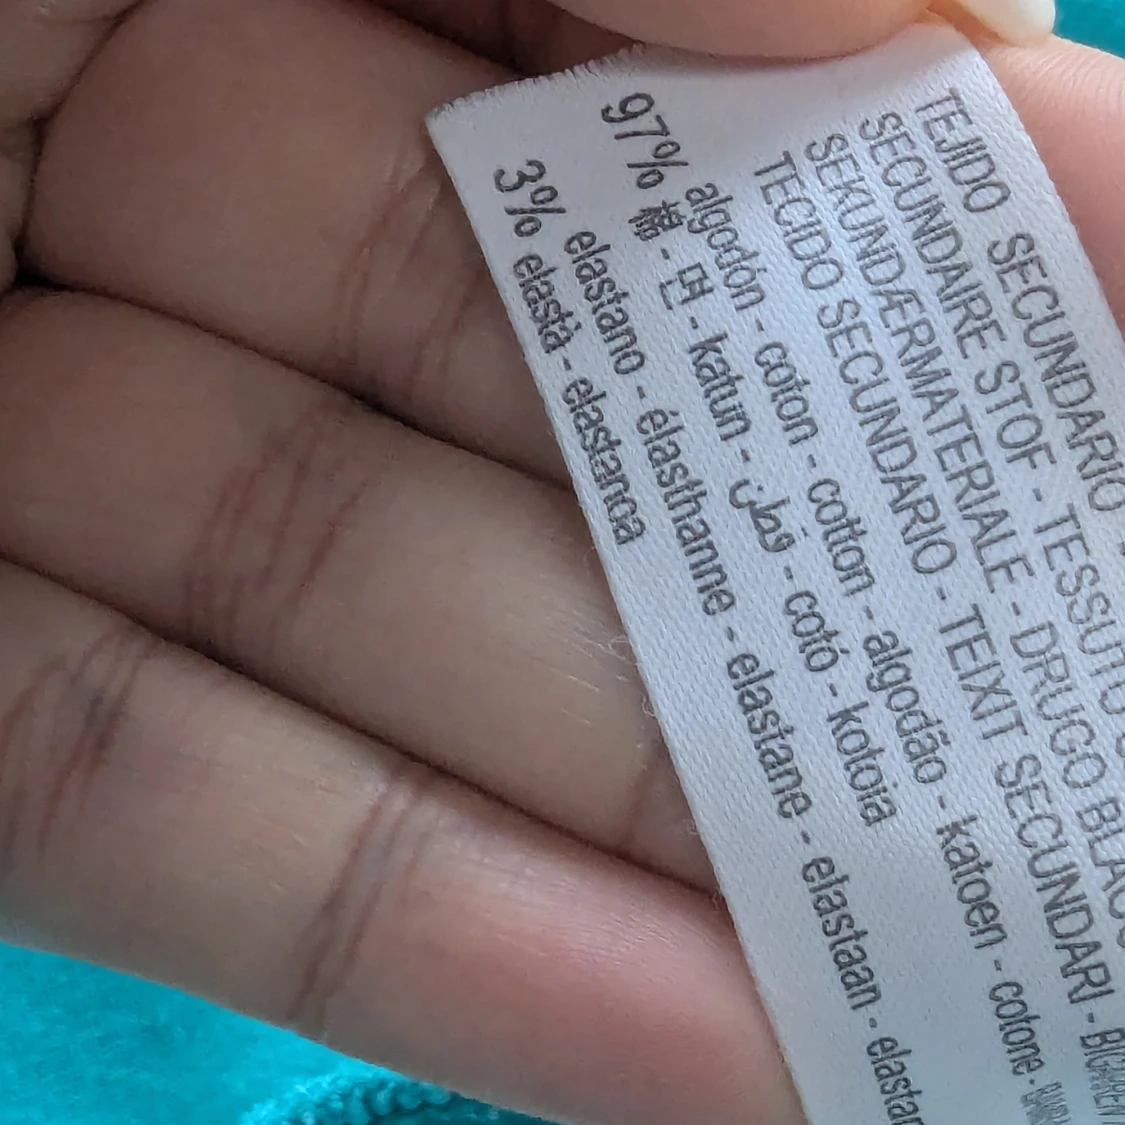 TEJIDO SECUNDARIO
SECUNDAIRE STOF - TESSUTO
SEKUNDÆRMATERIALE - DRUGO BLAGO
TECIDO SECUNDARIO - TEIXIT SECUNDARI -
97% algodón - coton - cotton - algodão - katoen - cotone -
棉 - 면 - katun - قطن - cotó - kotoia
3% elastano - élasthanne - elastane - elastaan -
elastà - elastanoa